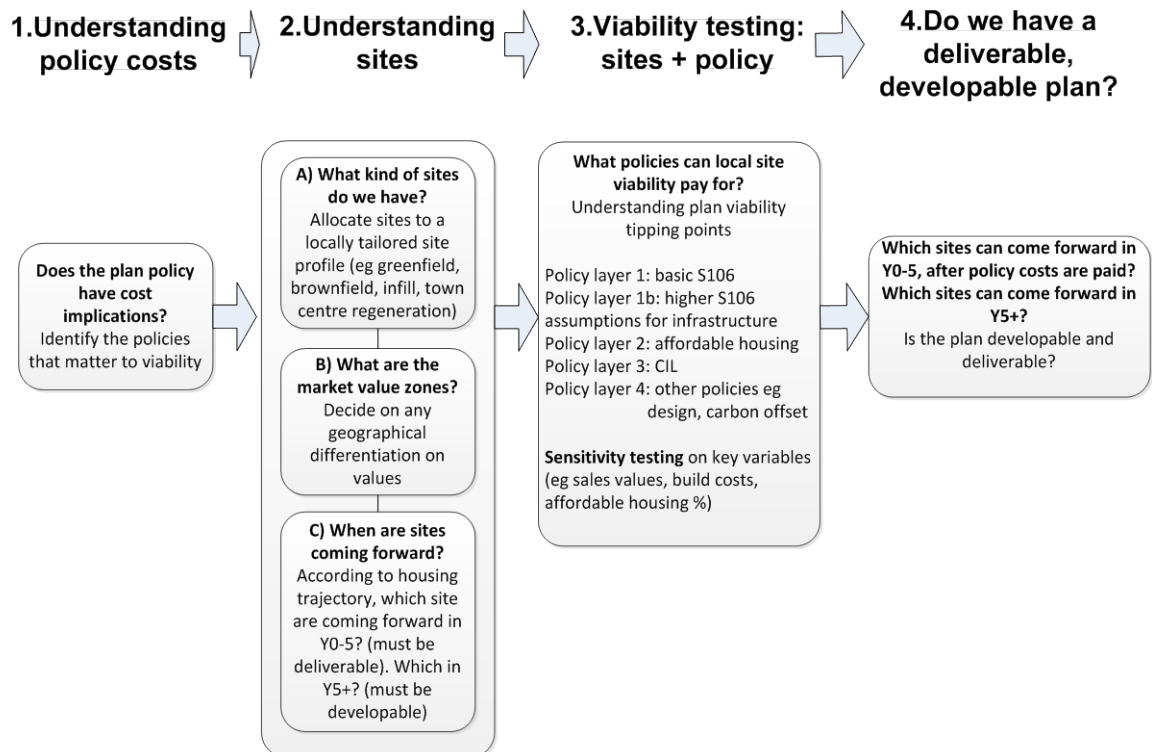 1.Understanding
policy costs
2.Understanding
sites
3.Viability testing:
sites + policy
4.Do we have a
deliverable,
developable plan?
Does the plan policy
have cost
implications?
Identify the policies
that matter to viability
A) What kind of sites
do we have?
Allocate sites to a
locally tailored site
profile (eg greenfield,
brownfield, infill, town
centre regeneration)
B) What are the
market value zones?
Decide on any
geographical
differentiation on
values
C) When are sites
coming forward?
According to housing
trajectory, which site
are coming forward in
Y0-5? (must be
deliverable). Which in
Y5+? (must be
developable)
What policies can local site
viability pay for?
Understanding plan viability
tipping points
Policy layer 1: basic S106
Policy layer 1b: higher S106
assumptions for infrastructure
Policy layer 2: affordable housing
Policy layer 3: CIL
Policy layer 4: other policies eg
design, carbon offset
Sensitivity testing on key variables
(eg sales values, build costs,
affordable housing %)
Which sites can come forward in
Y0-5, after policy costs are paid?
Which sites can come forward in
Y5+?
Is the plan developable and
deliverable?